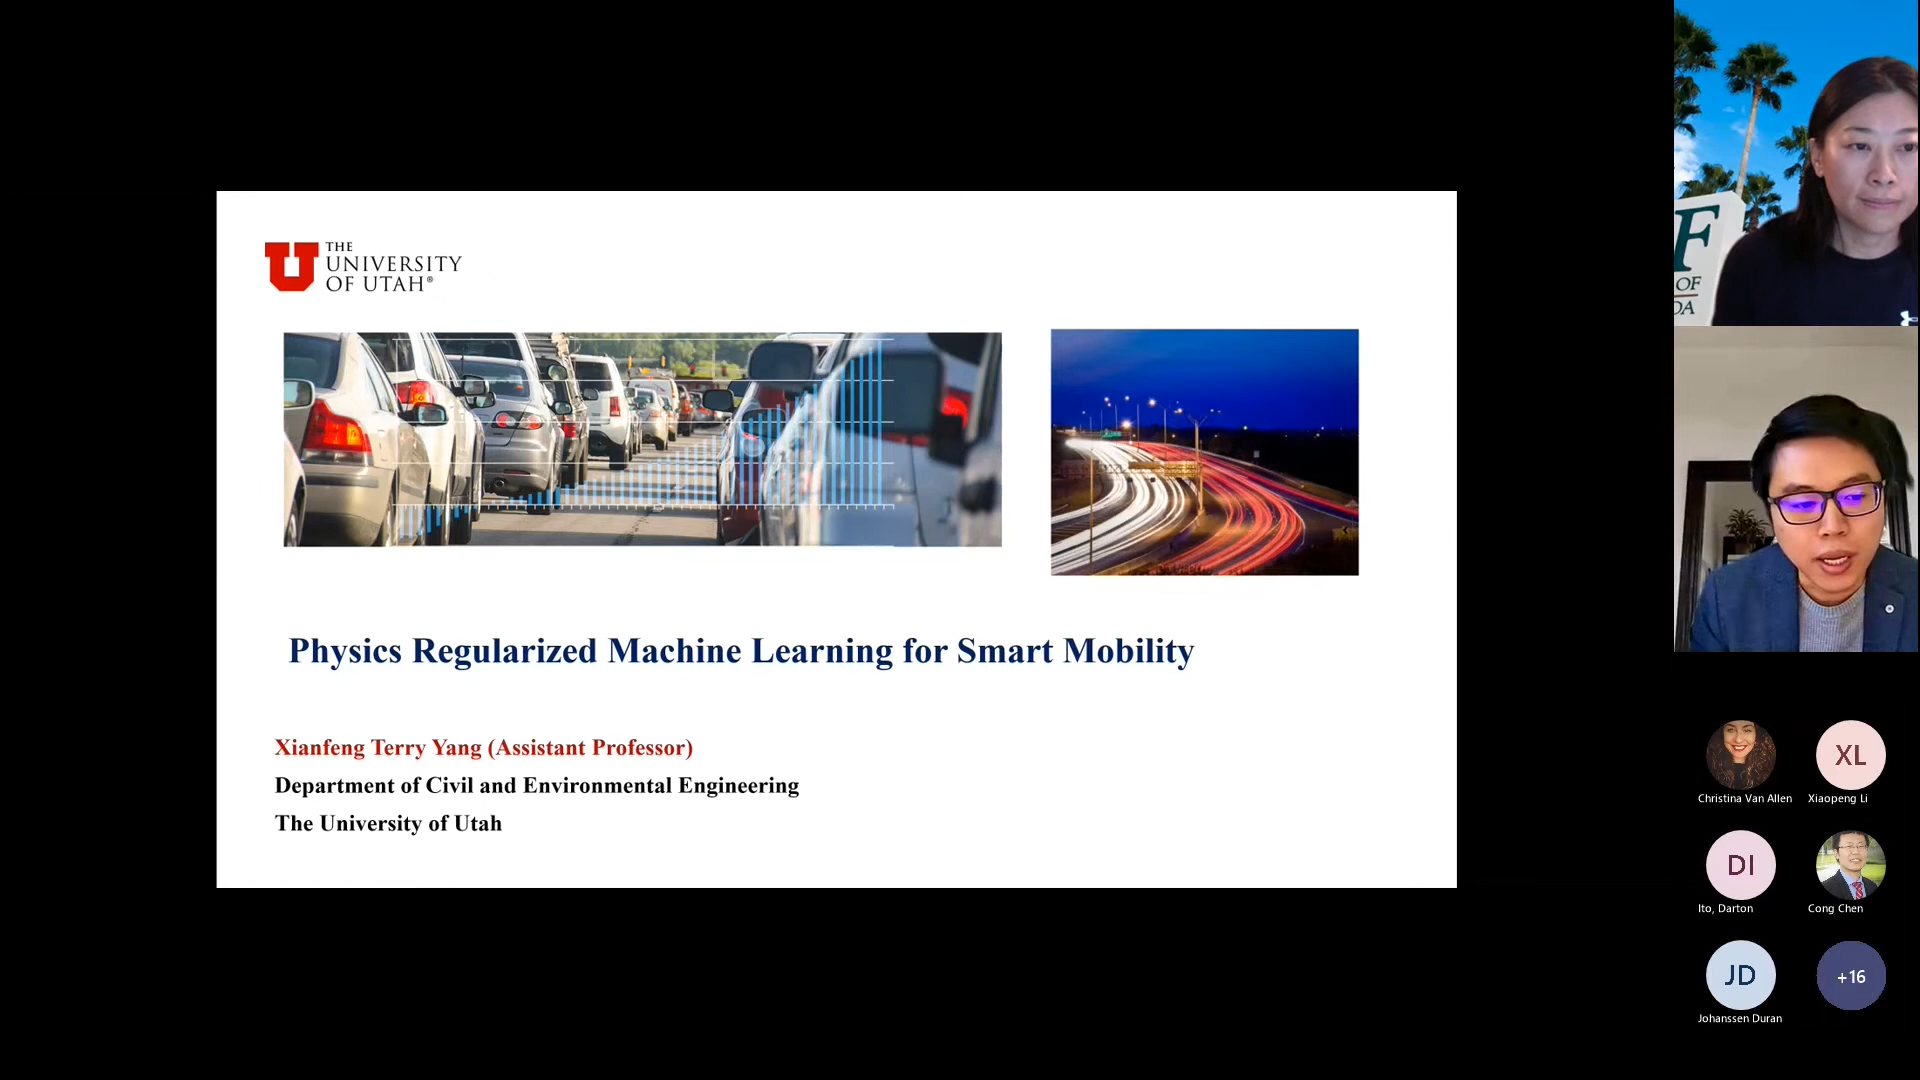 THE
UNIVERSITY
OF UTAH®
Physics Regularized Machine Learning for Smart Mobility
Xianfeng Terry Yang (Assistant Professor)
Department of Civil and Environmental Engineering
The University of Utah
F
OF
DA
Christina Van Allen
XL
Xiaopeng Li
DI
Ito, Darton
Cong Chen
JD
Johanssen Duran
+16